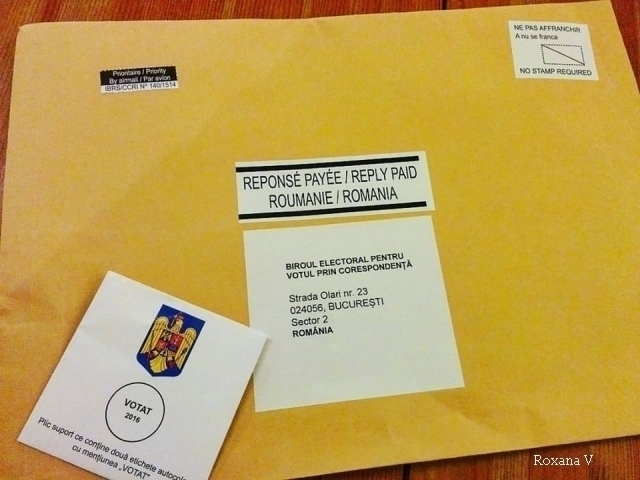 Prioritaire / Priority
By airmail / Par avion
IBRS/CCRI N° 140/1514
NE PAS AFFRANCHIR
A nu se franca
NO STAMP REQUIRED
REPONSÉ PAYÉE / REPLY PAID
ROUMANIE / ROMANIA
BIROUL ELECTORAL PENTRU
VOTUL PRIN CORESPONDENȚĂ
Strada Olari nr. 23
024056, BUCUREȘTI
Sector 2
ROMÂNIA
VOTAT
2016
Plic suport ce conține două etichete autocola
cu mențiunea „VOTAT”
Roxana V